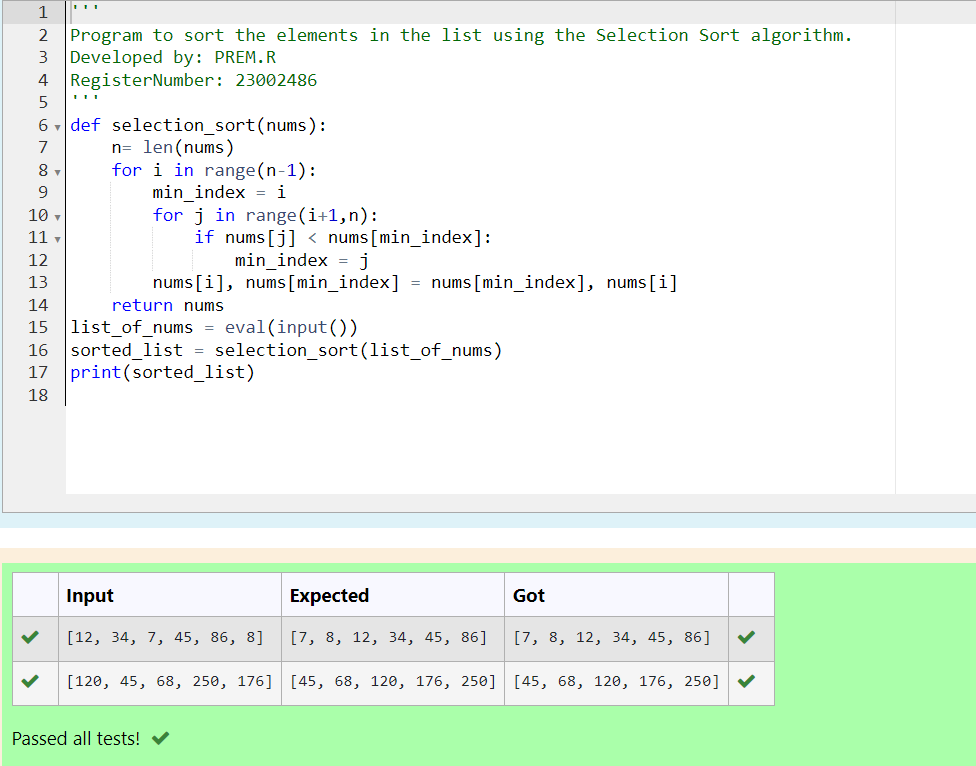 1 '''
2 Program to sort the elements in the list using the Selection Sort algorithm.
3 Developed by: PREM.R
4 RegisterNumber: 23002486
5 '''
6 def selection_sort(nums):
7     n= len(nums)
8     for i in range(n-1):
9         min_index = i
10         for j in range(i+1,n):
11             if nums[j] < nums[min_index]:
12                 min_index = j
13         nums[i], nums[min_index] = nums[min_index], nums[i]
14     return nums
15 list_of_nums = eval(input())
16 sorted_list = selection_sort(list_of_nums)
17 print(sorted_list)
18
Input Expected Got
[12, 34, 7, 45, 86, 8] [7, 8, 12, 34, 45, 86] [7, 8, 12, 34, 45, 86]
[120, 45, 68, 250, 176] [45, 68, 120, 176, 250] [45, 68, 120, 176, 250]
Passed all tests!